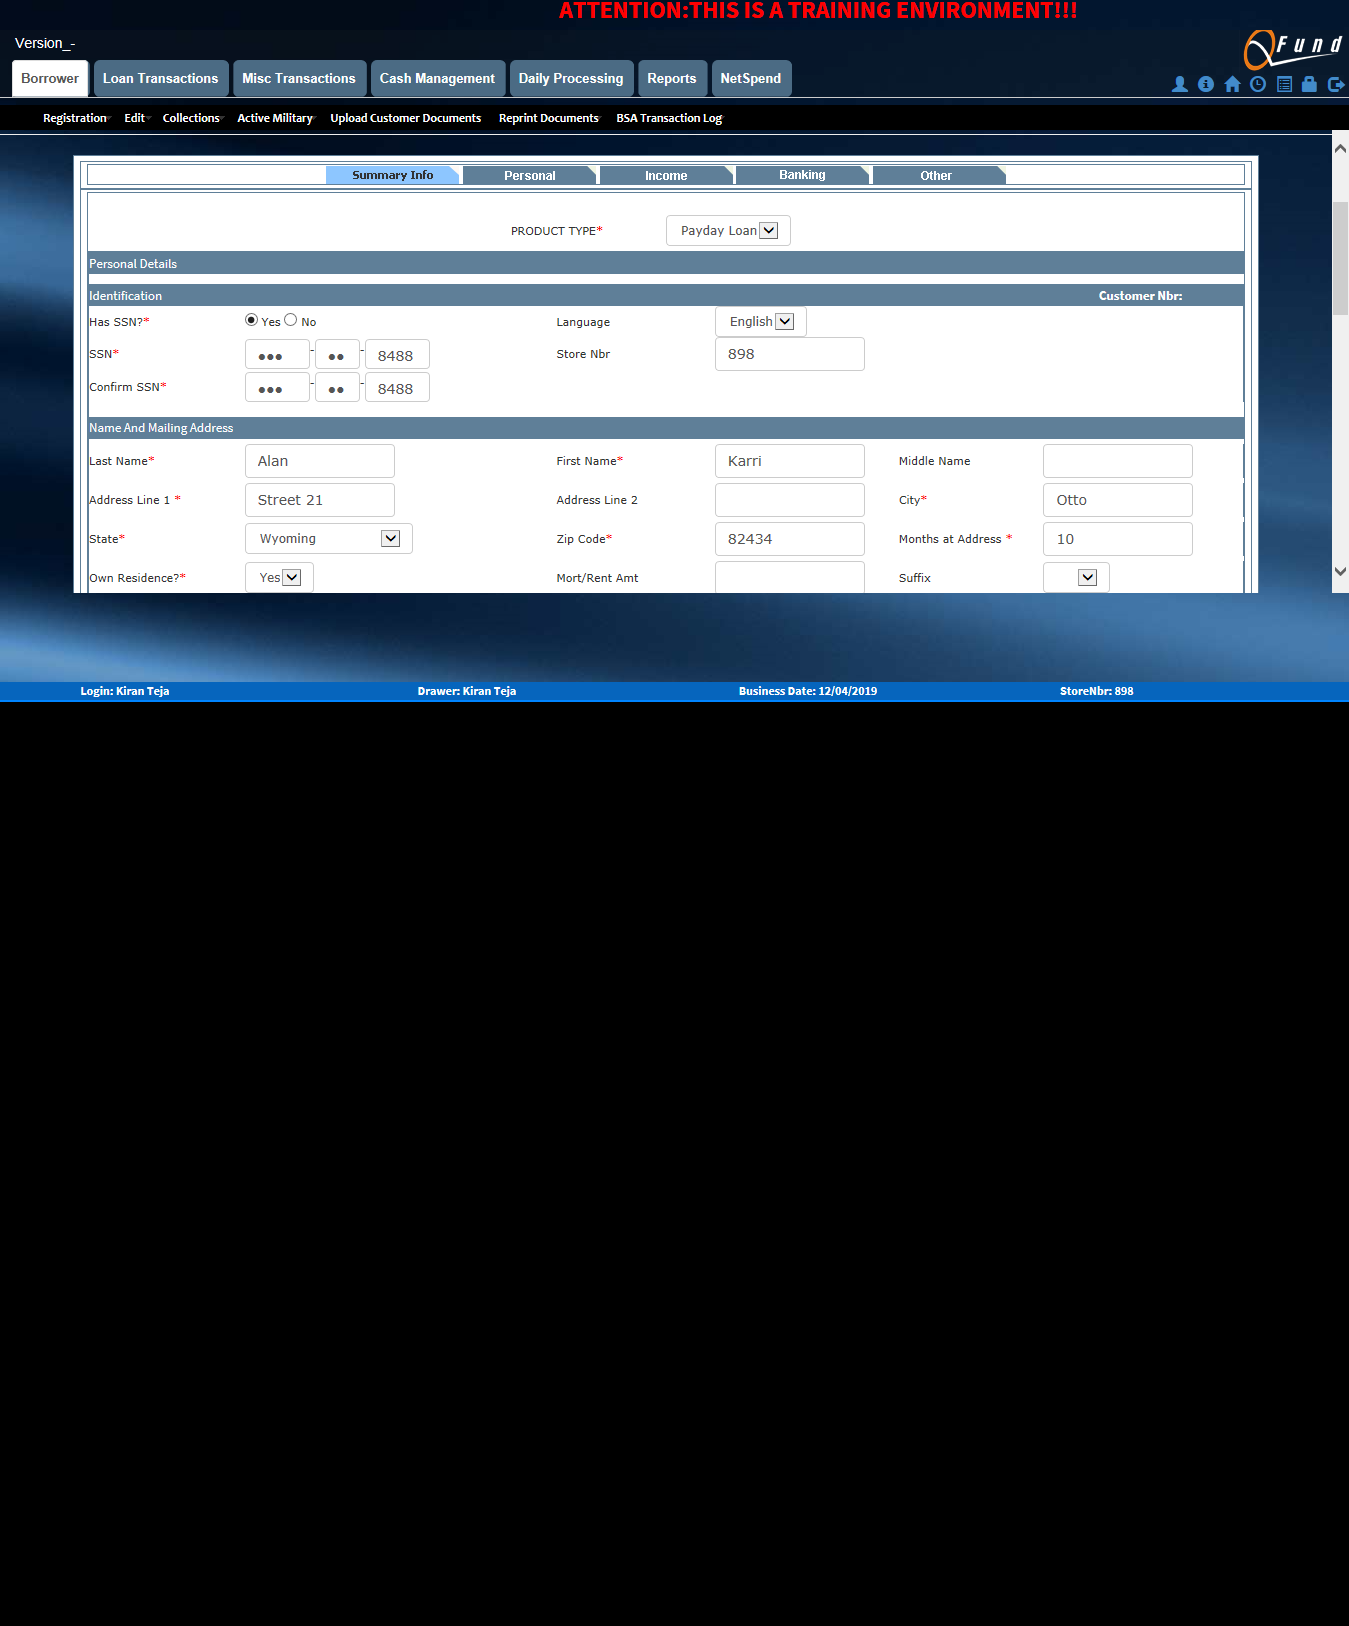 ATTENTION:THIS IS A TRAINING ENVIRONMENT!!!
Version_-
Fund
Borrower Loan Transactions Misc Transactions Cash Management Daily Processing Reports NetSpend
Registration Edit Collections Active Military Upload Customer Documents Reprint Documents BSA Transaction Log
Summary Info Personal Income Banking Other
PRODUCT TYPE* Payday Loan
Personal Details
Identification Customer Nbr:
Has SSN?* Yes No Language English
SSN* •••-••-8488 Store Nbr 898
Confirm SSN* •••-••-8488
Name And Mailing Address
Last Name* Alan First Name* Karri Middle Name
Address Line 1 * Street 21 Address Line 2 City* Otto
State* Wyoming Zip Code* 82434 Months at Address * 10
Own Residence?* Yes Mort/Rent Amt Suffix
Login: Kiran Teja Drawer: Kiran Teja Business Date: 12/04/2019 StoreNbr: 898